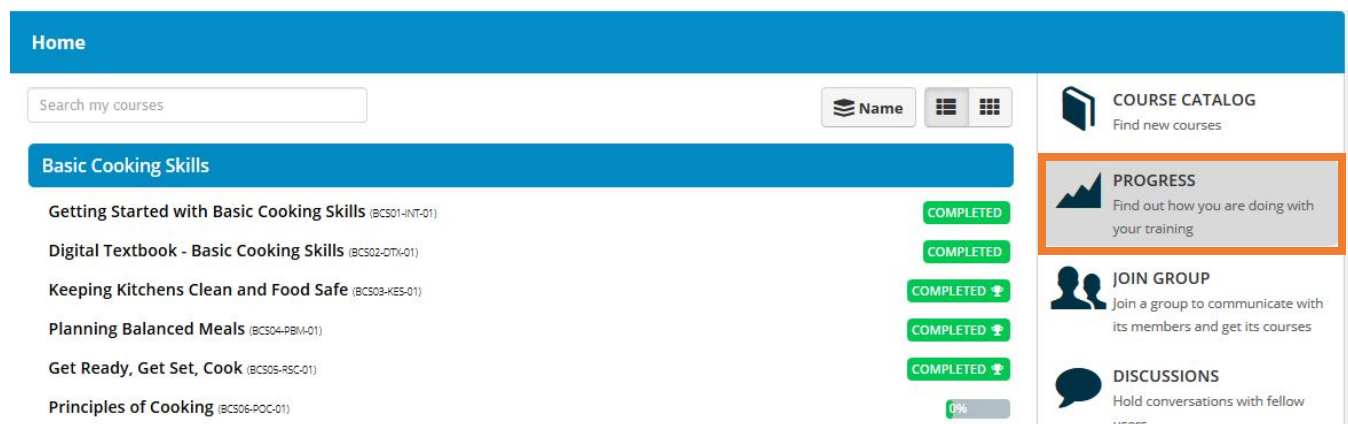 Home
Search my courses
Name
Basic Cooking Skills
Getting Started with Basic Cooking Skills (BCS01-INT-01)
COMPLETED
Digital Textbook - Basic Cooking Skills (BCS02-DTX-01)
COMPLETED
Keeping Kitchens Clean and Food Safe (BCS03-KES-01)
COMPLETED
Planning Balanced Meals (BCS04-PBM-01)
COMPLETED
Get Ready, Get Set, Cook (BCS05-RSC-01)
COMPLETED
Principles of Cooking (BCS06-POC-01)
0%
COURSE CATALOG
Find new courses
PROGRESS
Find out how you are doing with
your training
JOIN GROUP
Join a group to communicate with
its members and get its courses
DISCUSSIONS
Hold conversations with fellow
users